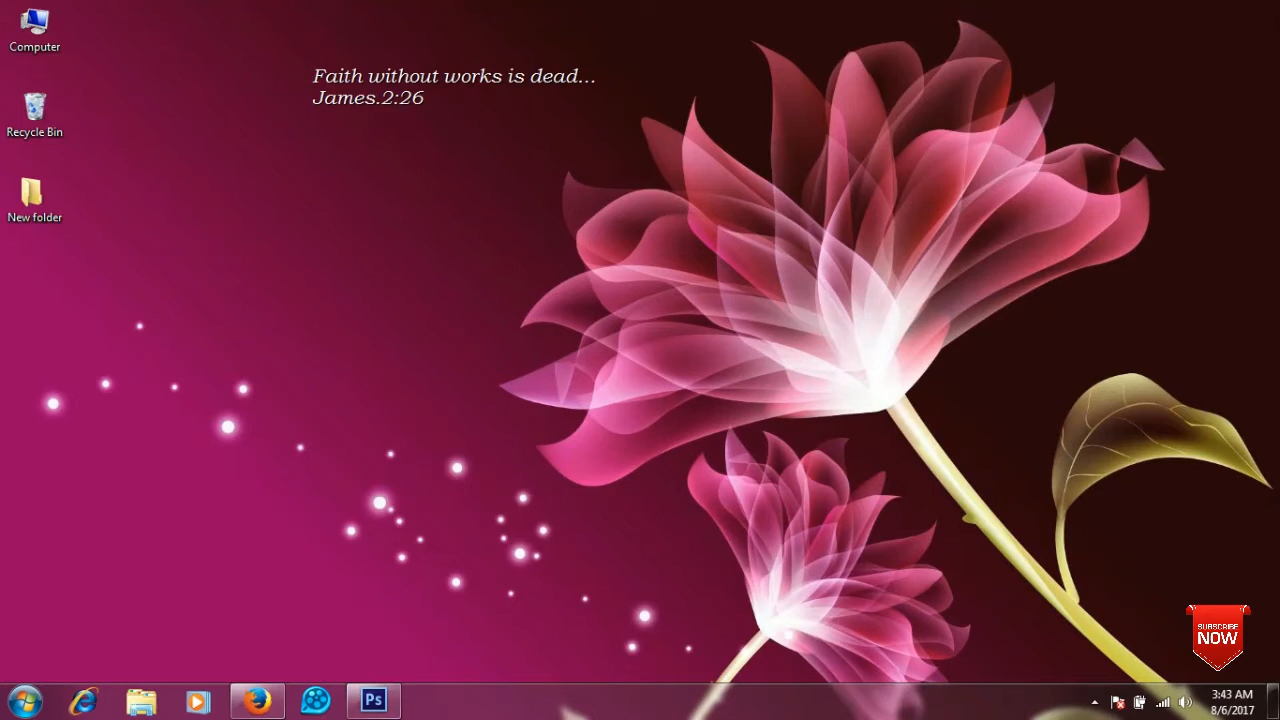 Computer
Faith without works is dead...
James.2:26
Recycle Bin
New folder
SUBSCRIBE
NOW
Ps
3:43 AM
8/6/2017